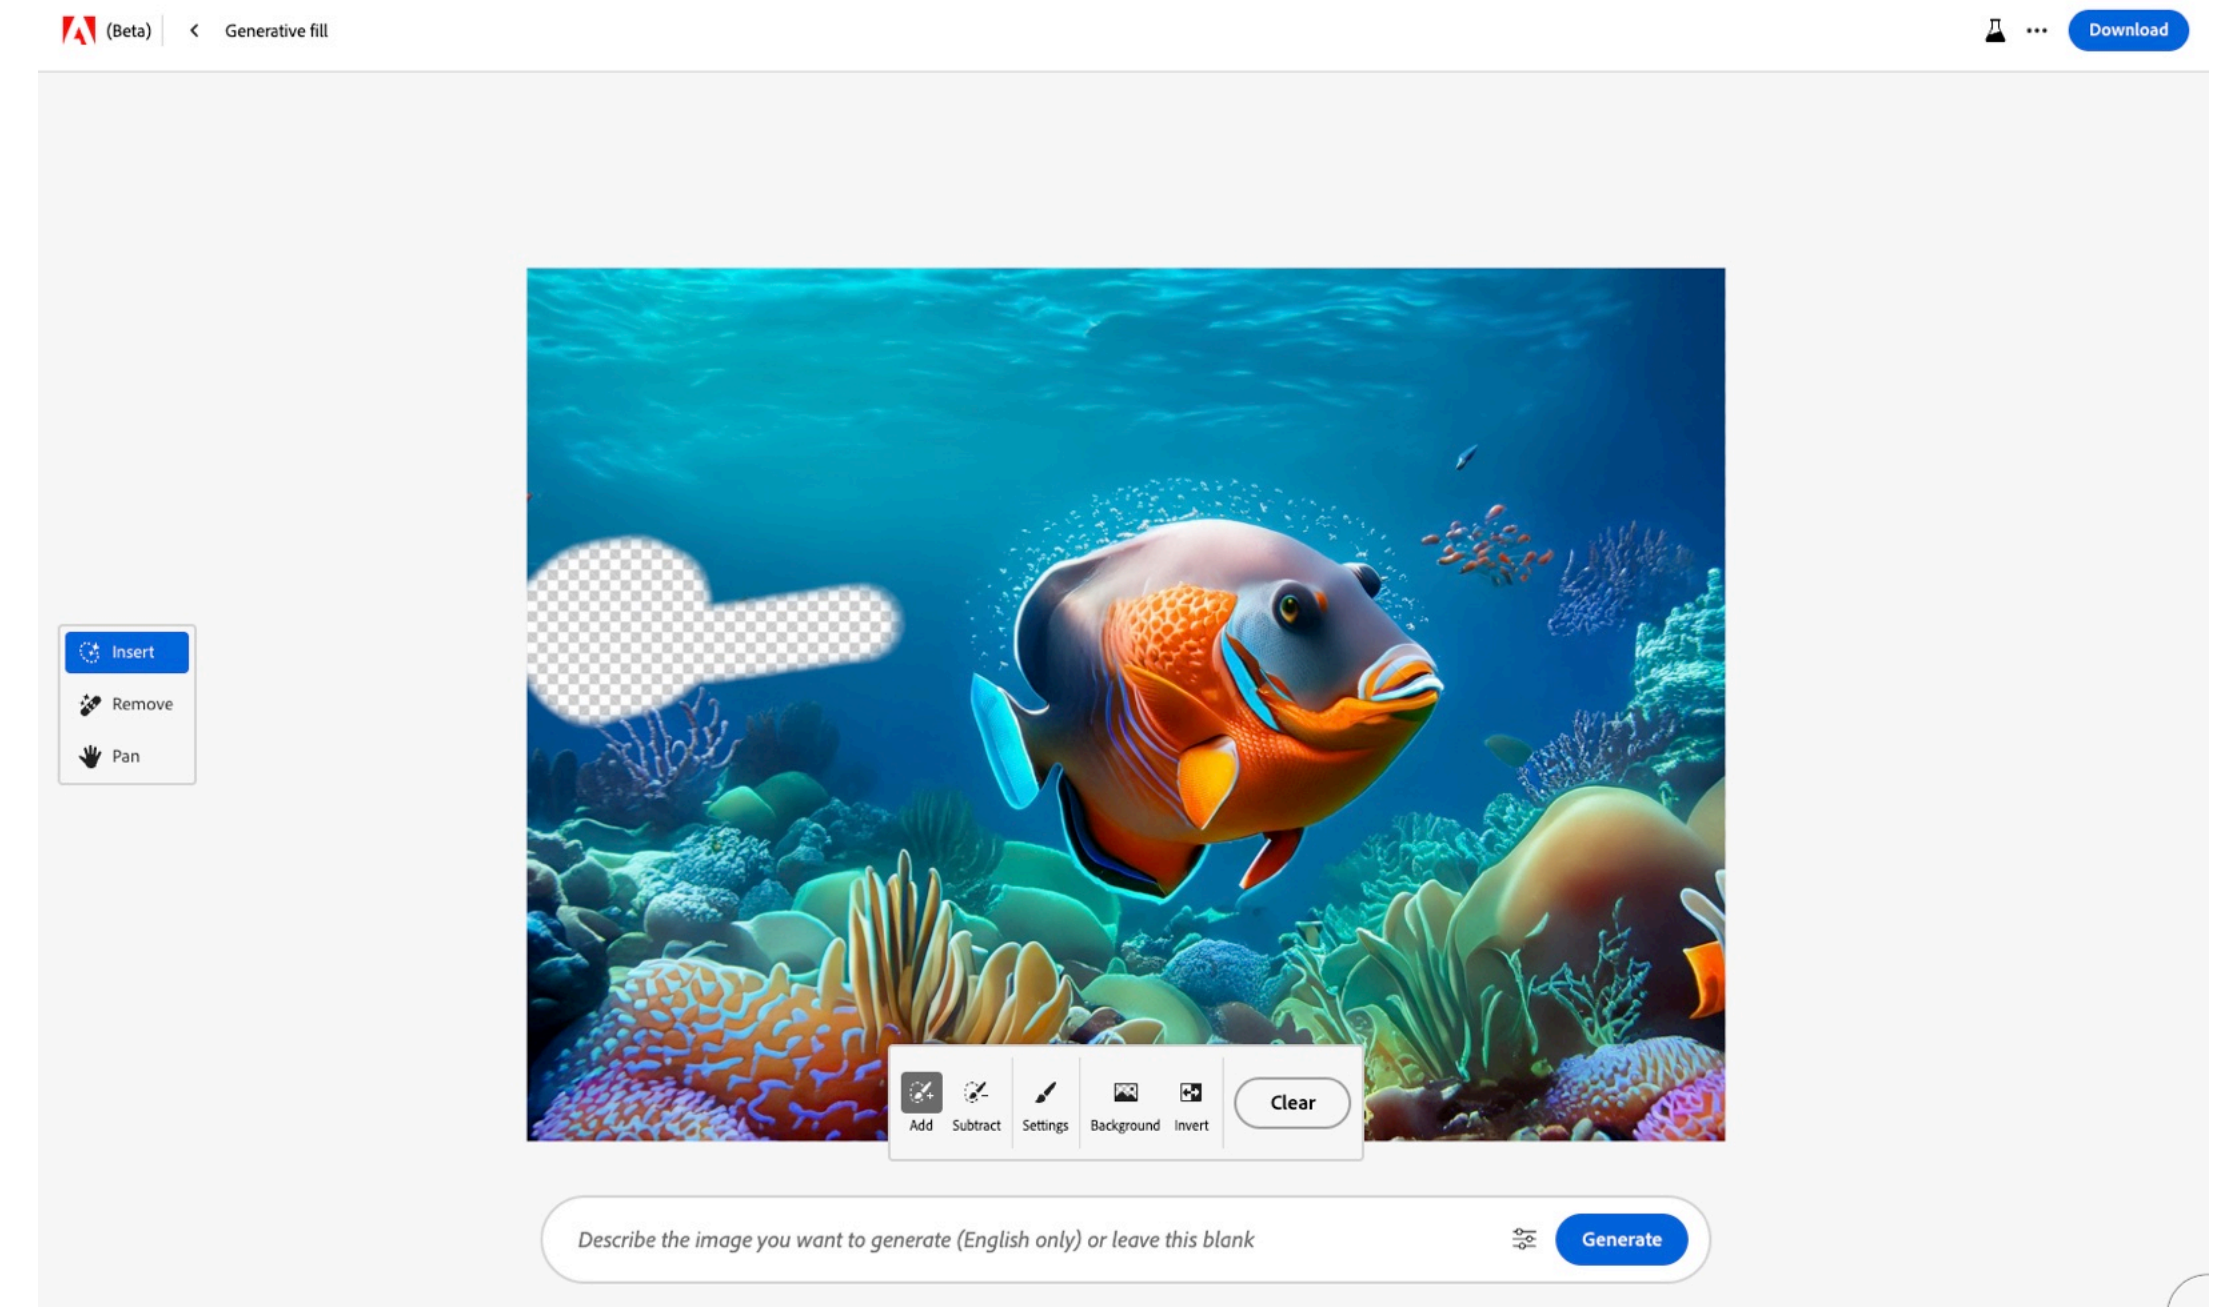 (Beta) Generative fill Download
Insert
Remove
Pan
Add Subtract Settings Background Invert Clear
Describe the image you want to generate (English only) or leave this blank Generate